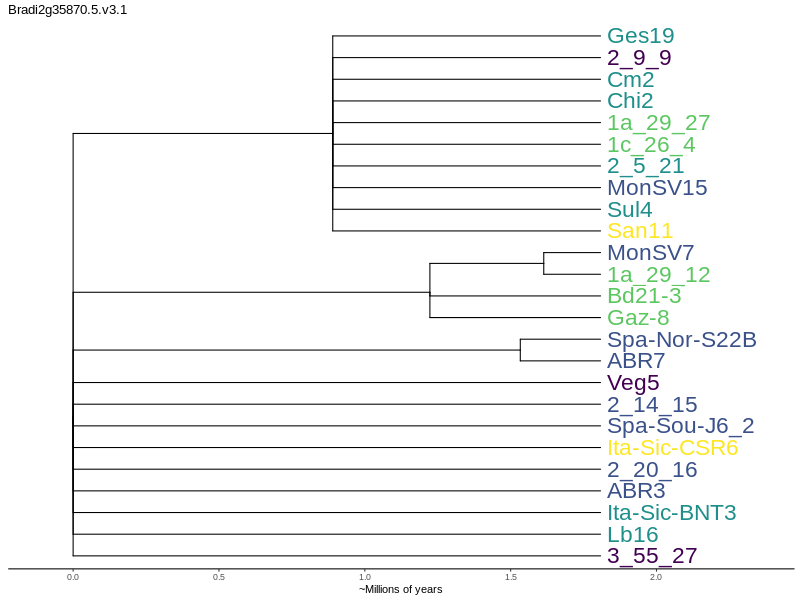 Bradi2g35870.5.v3.1
Ges19
2_9_9
Cm2
Chi2
1a_29_27
1c_26_4
2_5_21
MonSV15
Sul4
San11
MonSV7
1a_29_12
Bd21-3
Gaz-8
Spa-Nor-S22B
ABR7
Veg5
2_14_15
Spa-Sou-J6_2
Ita-Sic-CSR6
2_20_16
ABR3
Ita-Sic-BNT3
Lb16
3_55_27
0.0 0.5 1.0 1.5 2.0
~Millions of years